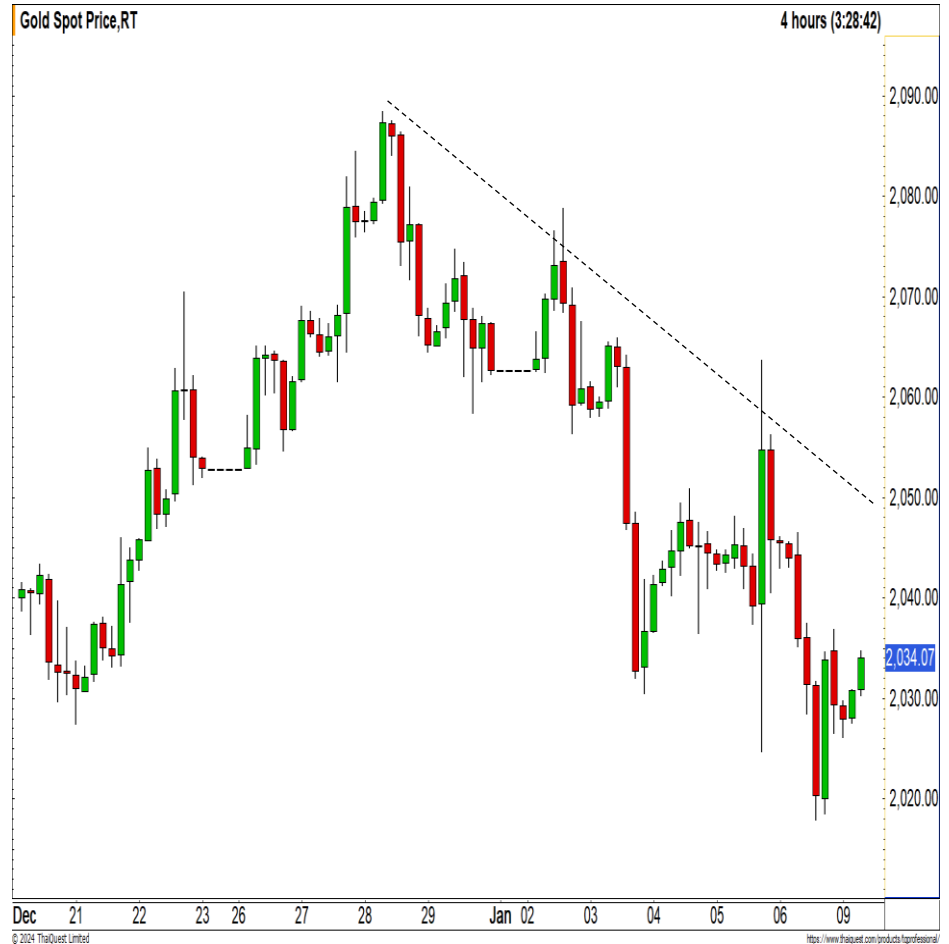 Gold Spot Price,RT
4 hours (3:28:42)
2,090.00
2,080.00
2,070.00
2,060.00
2,050.00
2,040.00
2,034.07
2,030.00
2,020.00
Dec 21 22 23 26 27 28 29 Jan 02 03 04 05 06 09
© 2024 ThaiQuest Limited
https://www.thaiquest.com/products/tqprofessional/